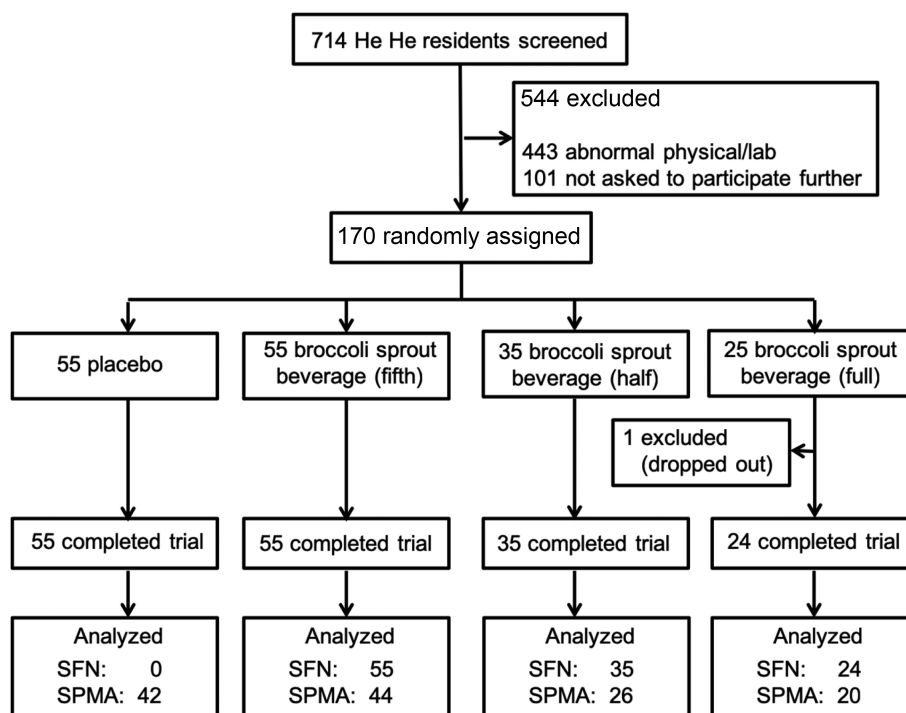 714 He He residents screened
544 excluded
443 abnormal physical/lab
101 not asked to participate further
170 randomly assigned
55 placebo
55 broccoli sprout
beverage (fifth)
35 broccoli sprout
beverage (half)
25 broccoli sprout
beverage (full)
1 excluded
(dropped out)
55 completed trial
55 completed trial
35 completed trial
24 completed trial
Analyzed
SFN: 0
SPMA: 42
Analyzed
SFN: 55
SPMA: 44
Analyzed
SFN: 35
SPMA: 26
Analyzed
SFN: 24
SPMA: 20